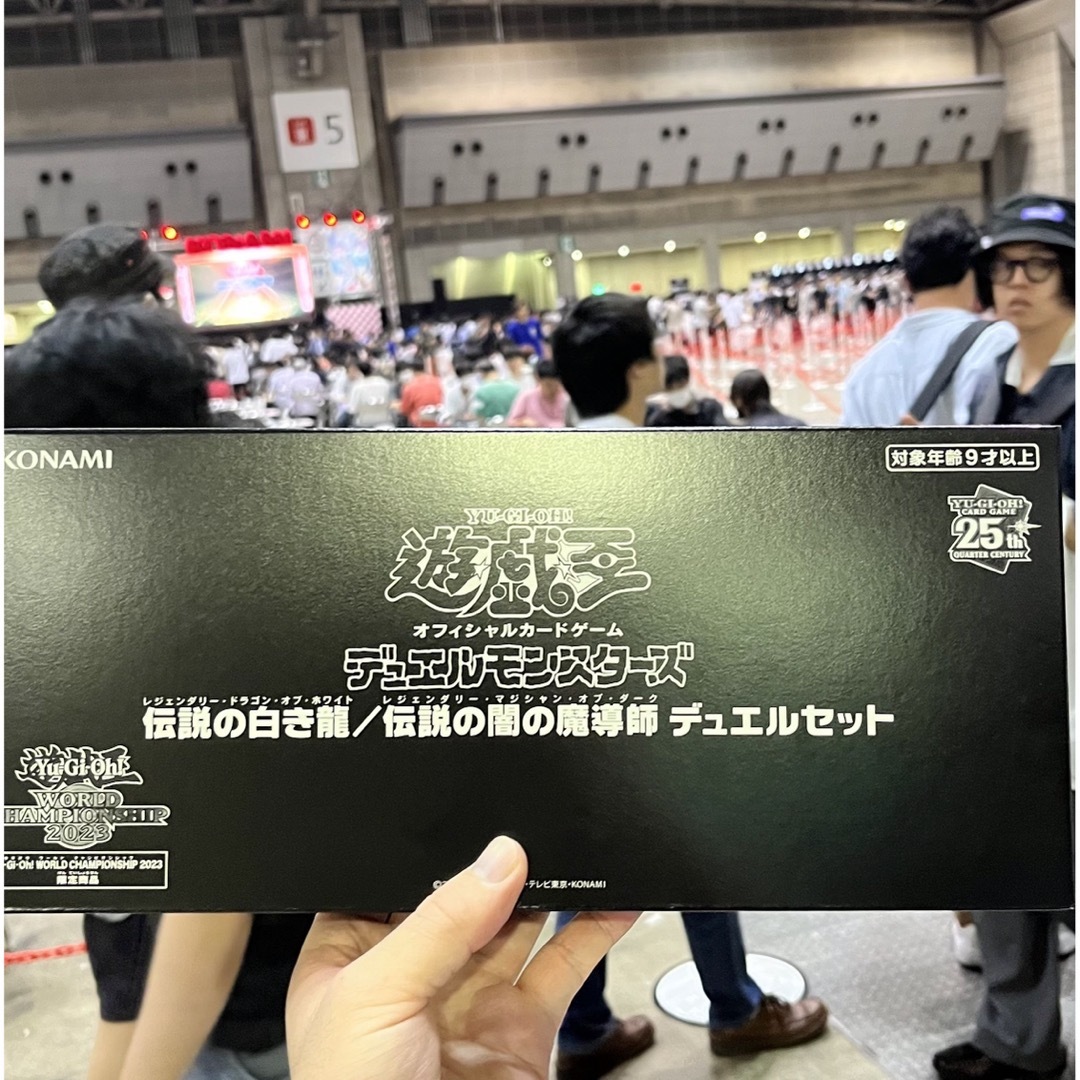 東 5
KONAMI
KONAMI
対象年齢9才以上
YU-GI-OH!
CARD GAME
25th
QUARTER CENTURY
YU-GI-OH!
遊戯王
オフィシャルカードゲーム
デュエルモンスターズ
レジェンダリー・ドラゴン・オブ・ホワイト レジェンダリー・マジシャン・オブ・ダーク
伝説の白き龍/伝説の闇の魔導師 デュエルセット
Yu-Gi-Oh!
WORLD
CHAMPIONSHIP
2023
-Gi-Oh! WORLD CHAMPIONSHIP 2023
限定商品
・テレビ東京・KONAMI